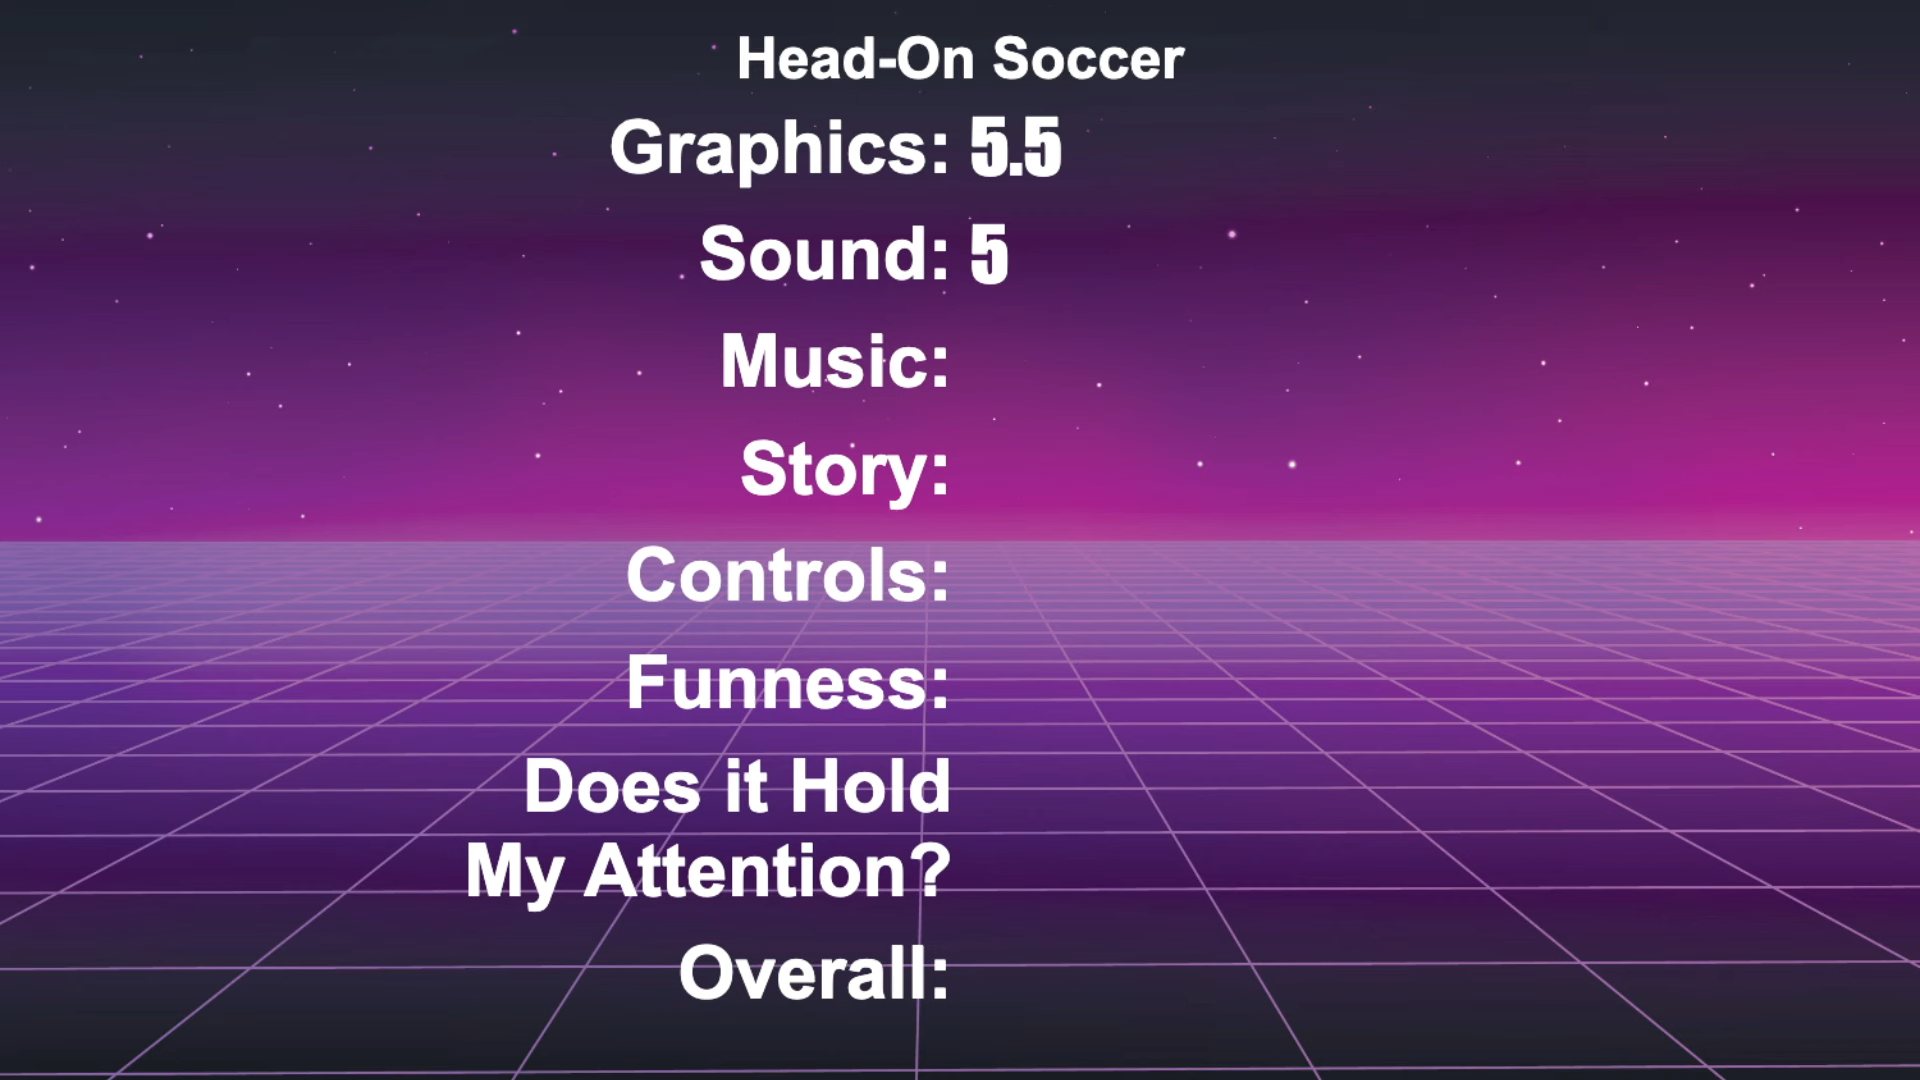 Head-On Soccer
Graphics: 5.5
Sound: 5
Music:
Story:
Controls:
Funness:
Does it Hold
My Attention?
Overall: